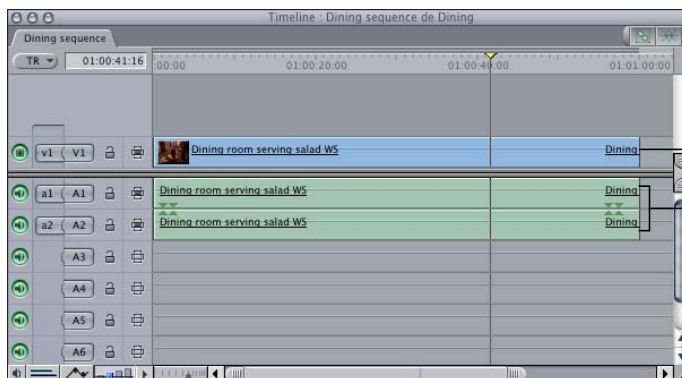 Timeline : Dining sequence de Dining
Dining sequence
TR 01:00:41:16 :00:00 01:00:20:00 01:00:40:00 01:01:00:00
v1 V1 Dining room serving salad WS Dining
a1 A1 Dining room serving salad WS Dining
a2 A2 Dining room serving salad WS Dining
A3
A4
A5
A6